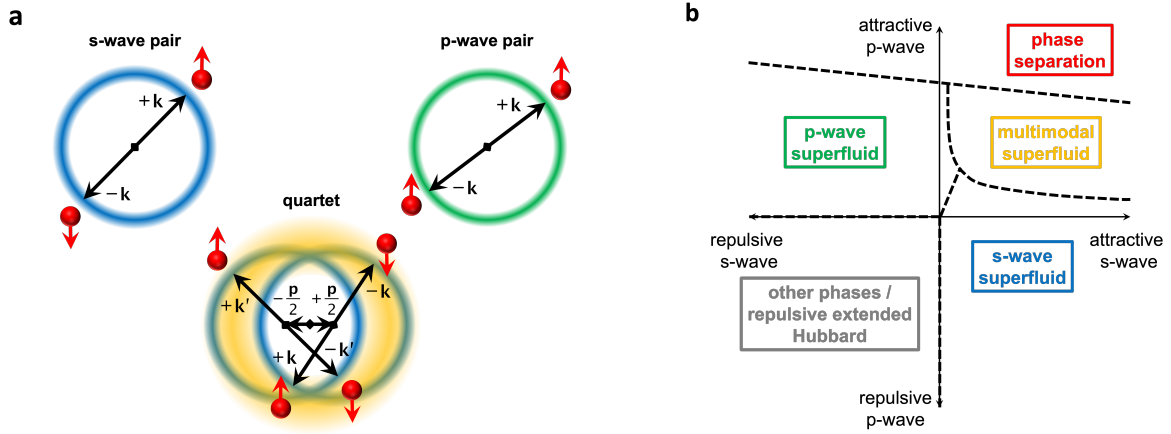 a
s-wave pair
+k
−k
p-wave pair
+k
−k
quartet
+k'
−p/2
+p/2
−k
+k
−k'
b
attractive
p-wave
phase
separation
p-wave
superfluid
multimodal
superfluid
repulsive
s-wave
attractive
s-wave
s-wave
superfluid
other phases /
repulsive extended
Hubbard
repulsive
p-wave